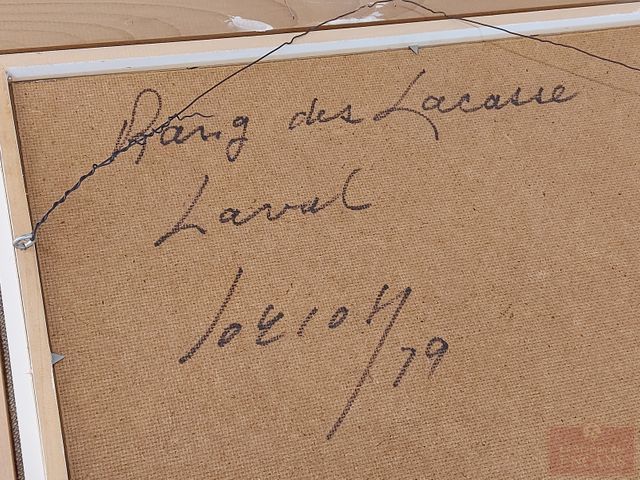 Rang des Lacasse
Laval
/79